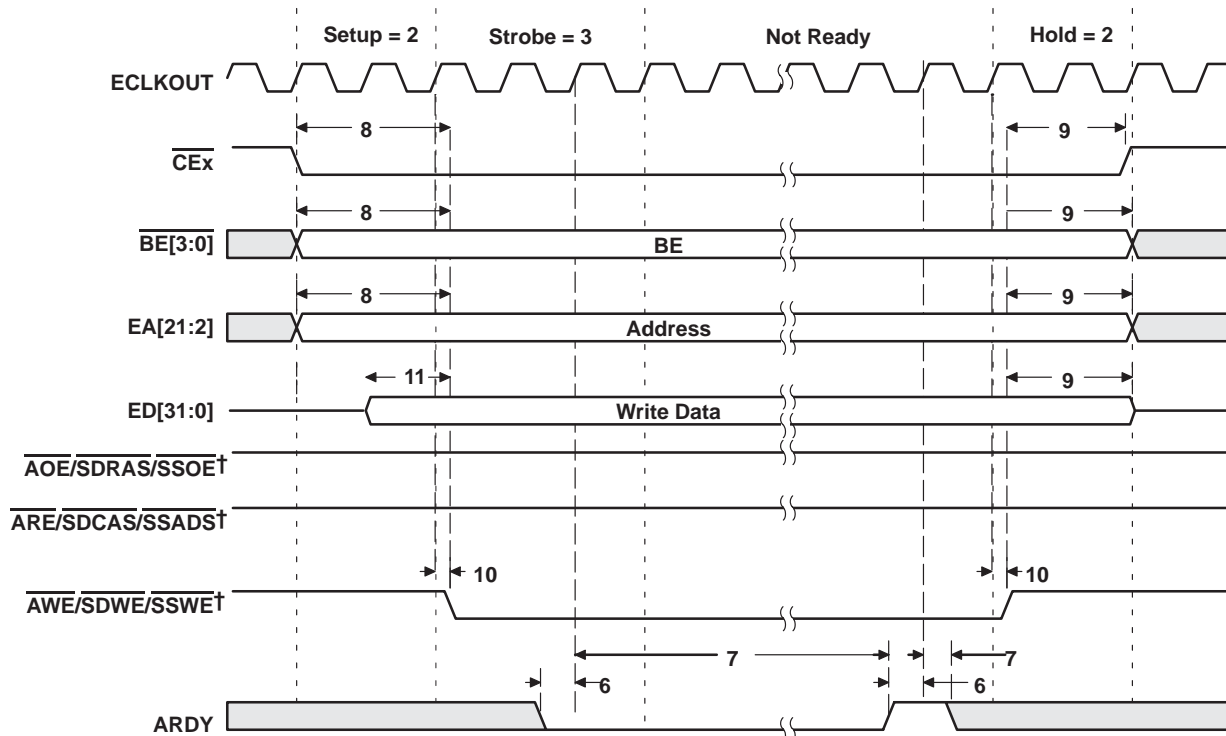 Setup = 2 Strobe = 3 Not Ready Hold = 2
ECLKOUT
8 9
CEx
8 9
BE[3:0] BE
8 9
EA[21:2] Address
11 9
ED[31:0] Write Data
AOE/SDRAS/SSOE†
ARE/SDCAS/SSADS†
10 10
AWE/SDWE/SSWE†
7 7
6 6
ARDY